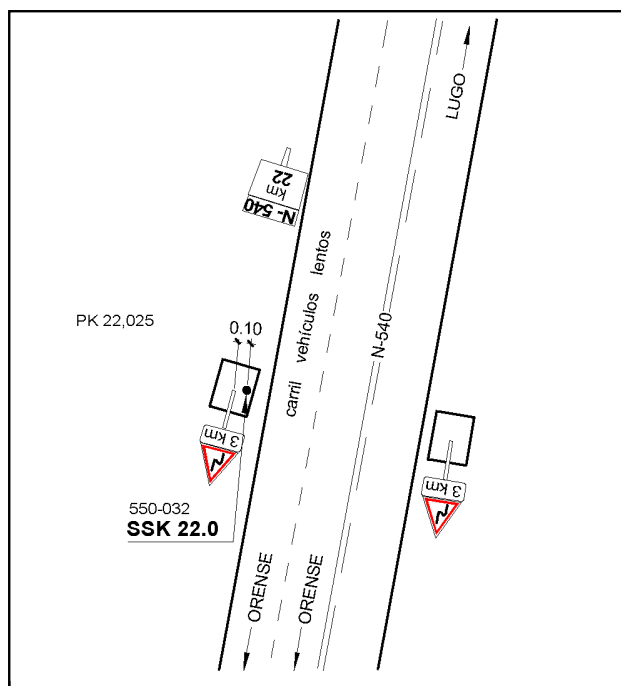 LUGO
N- 540
km
22
carril vehículos lentos
PK 22,025
0.10
N-540
3 km
3 km
550-032
SSK 22.0
ORENSE
ORENSE